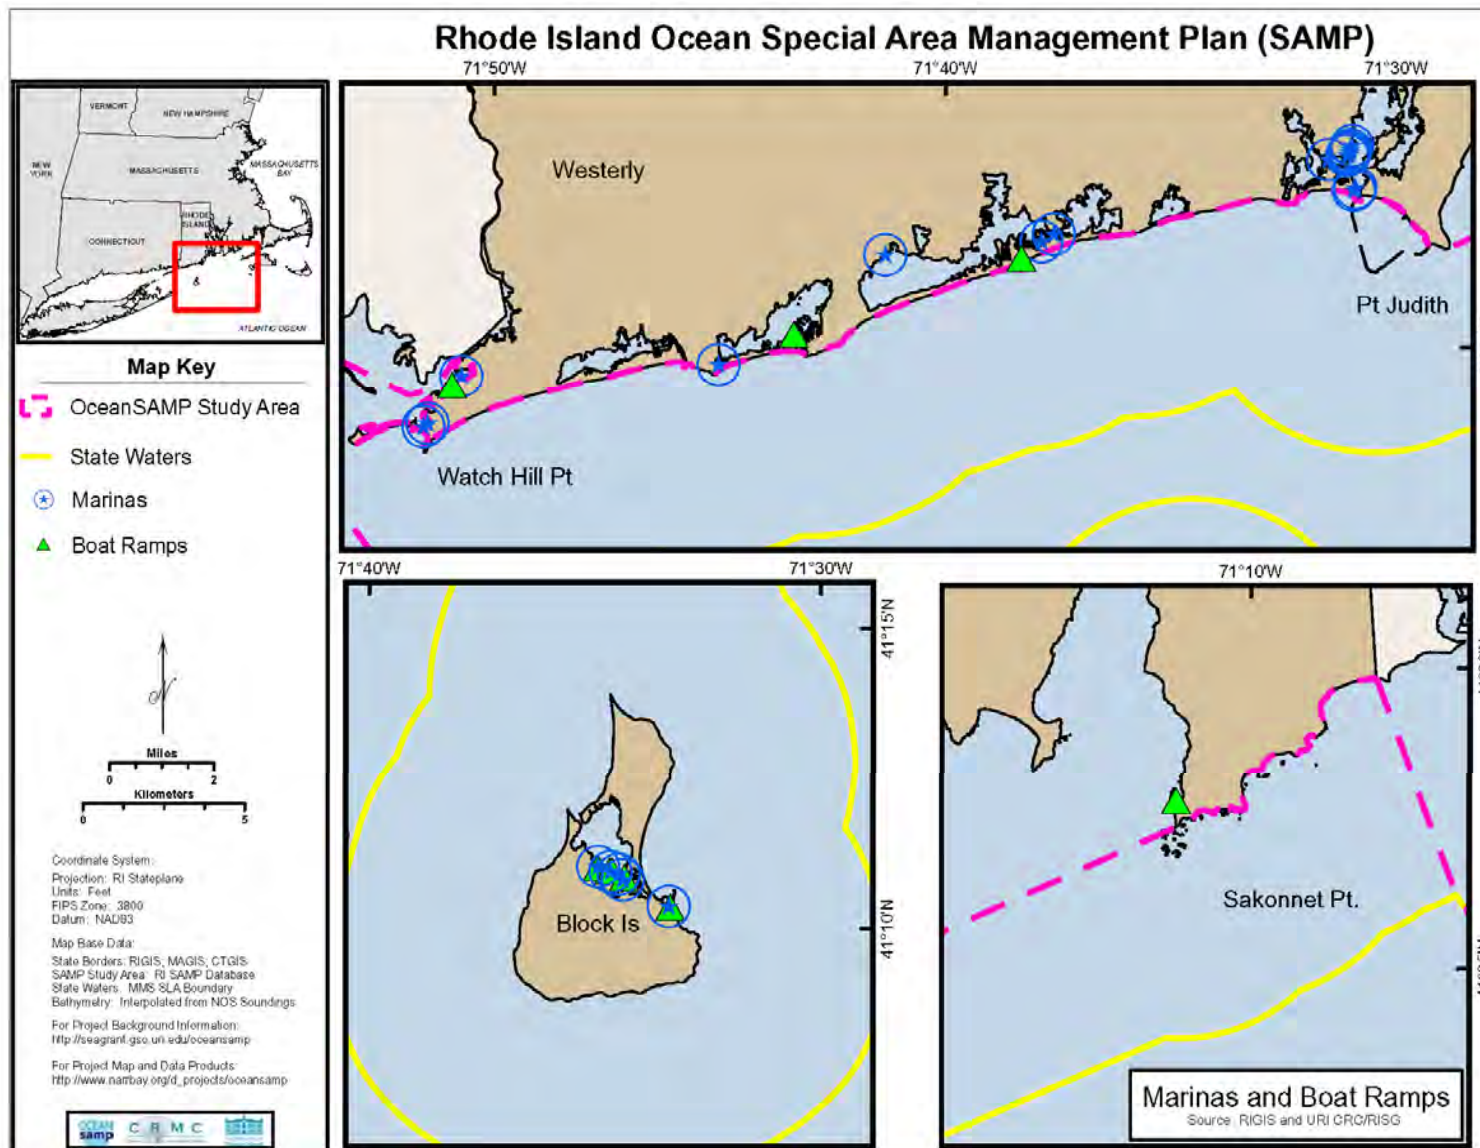 Rhode Island Ocean Special Area Management Plan (SAMP)
71°50'W
71°40'W
71°30'W
VERMONT
NEW HAMPSHIRE
NEW
YORK
MASSACHUSETTS
MASSACHUSETTS
BAY
RHODE
ISLAND
CONNECTICUT
ATLANTIC OCEAN
Westerly
Pt Judith
Watch Hill Pt
Map Key
OceanSAMP Study Area
State Waters
Marinas
Boat Ramps
N
Miles
0 1 2
Kilometers
0 5
Coordinate System:
Projection: RI Stateplane
Units: Feet
FIPS Zone: 3800
Datum: NAD83
Map Base Data:
State Borders: RIGIS, MAGIS, CTGIS
SAMP Study Area: RI SAMP Database
State Waters: MMS SLA Boundary
Bathymetry: Interpolated from NOS Soundings
For Project Background Information:
http://seagrant.gso.uri.edu/oceansamp
For Project Map and Data Products:
http://www.narrbay.org/d_projects/oceansamp
OCEAN
samp
CRMC
71°40'W
71°30'W
41°15'N
41°10'N
Block Is
71°10'W
Sakonnet Pt.
Marinas and Boat Ramps
Source: RIGIS and URI CRC/RISG